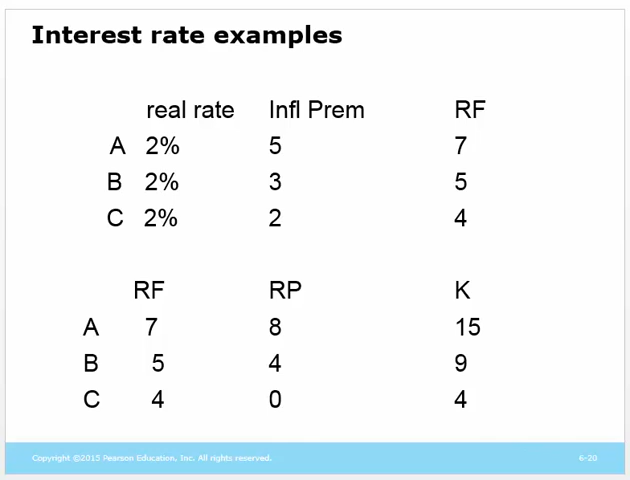 Interest rate examples
real rate Infl Prem RF
A 2% 5 7
B 2% 3 5
C 2% 2 4
RF RP K
A 7 8 15
B 5 4 9
C 4 0 4
Copyright ©2015 Pearson Education, Inc. All rights reserved. 6-20